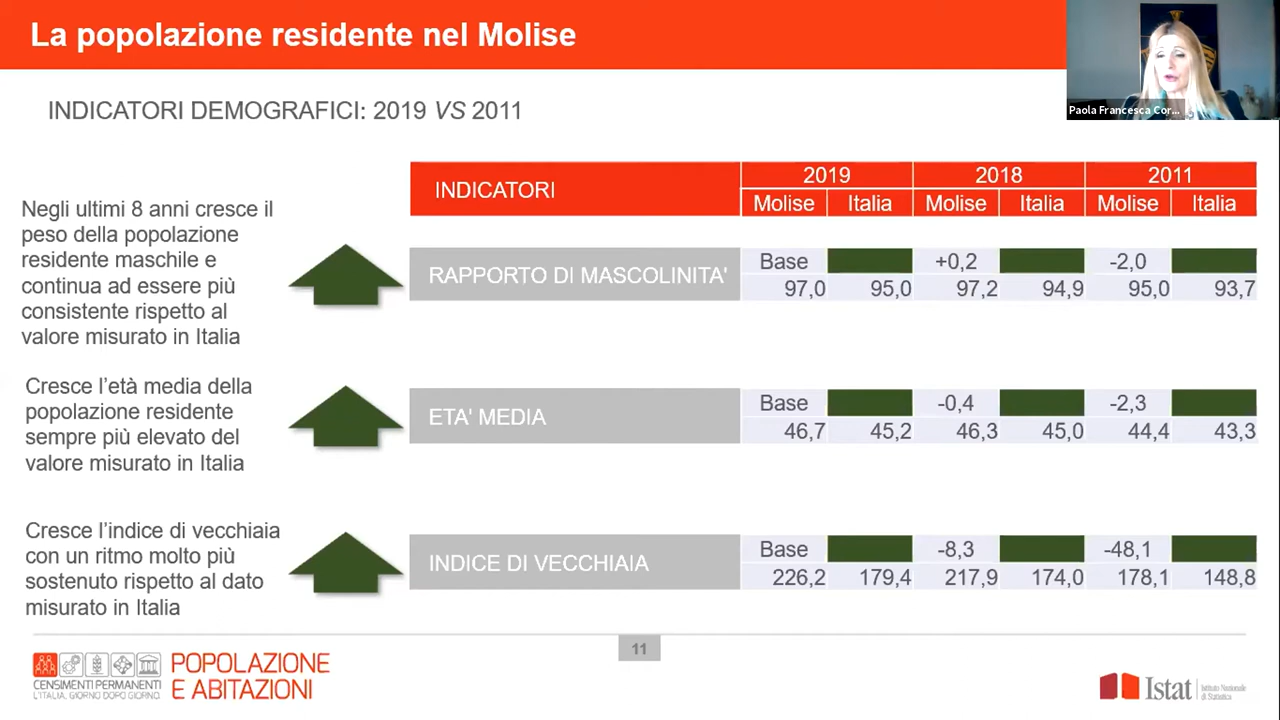 La popolazione residente nel Molise
Paola Francesca Cor...
INDICATORI DEMOGRAFICI: 2019 VS 2011
INDICATORI
2019 2018 2011
Molise Italia Molise Italia Molise Italia
Negli ultimi 8 anni cresce il
peso della popolazione
residente maschile e
continua ad essere più
consistente rispetto al
valore misurato in Italia
RAPPORTO DI MASCOLINITA'
Base +0,2 -2,0
97,0 95,0 97,2 94,9 95,0 93,7
Cresce l'età media della
popolazione residente
sempre più elevato del
valore misurato in Italia
ETA' MEDIA
Base -0,4 -2,3
46,7 45,2 46,3 45,0 44,4 43,3
Cresce l'indice di vecchiaia
con un ritmo molto più
sostenuto rispetto al dato
misurato in Italia
INDICE DI VECCHIAIA
Base -8,3 -48,1
226,2 179,4 217,9 174,0 178,1 148,8
11
CENSIMENTI PERMANENTI
L'ITALIA, GIORNO DOPO GIORNO
POPOLAZIONE
E ABITAZIONI
Istat
Istituto Nazionale
di Statistica